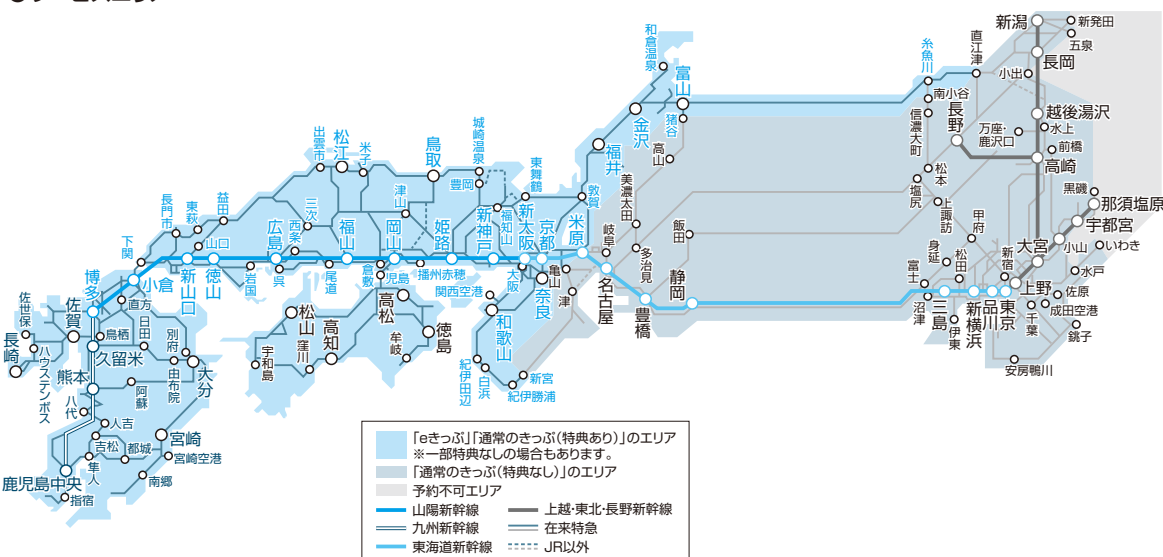 新潟
新発田
五泉
長岡
小出
直江津
糸魚川
南小谷
長野
信濃大町
万座・
鹿沢口
越後湯沢
水上
前橋
高崎
黒磯
那須塩原
宇都宮
小山
いわき
大宮
水戸
上野
佐原
成田空港
千葉
銚子
安房鴨川
松本
塩尻
上諏訪
甲府
身延
松田
新宿
富士
沼津
三島
伊東
新横浜
品川
東京
和倉温泉
富山
金沢
猪谷
高山
福井
美濃太田
飯田
多治見
岐阜
静岡
豊橋
名古屋
敦賀
米原
亀山
津
東舞鶴
城崎温泉
豊岡
鳥取
福知山
京都
新大阪
大阪
奈良
新神戸
姫路
播州赤穂
関西空港
和歌山
紀伊田辺
白浜
紀伊勝浦
新宮
津山
岡山
倉敷
児島
米子
松江
出雲市
三次
福山
尾道
西条
広島
呉
岩国
益田
東萩
長門市
山口
徳山
新山口
下関
小倉
博多
高松
松山
高知
徳島
牟岐
宇和島
窪川
直方
佐賀
佐世保
長崎
ハウステンボス
鳥栖
日田
別府
久留米
由布院
大分
熊本
阿蘇
八代
人吉
吉松
都城
宮崎
宮崎空港
隼人
南郷
鹿児島中央
指宿
「eきっぷ」「通常のきっぷ(特典あり)」のエリア
※一部特典なしの場合もあります。
「通常のきっぷ(特典なし)」のエリア
予約不可エリア
山陽新幹線
上越・東北・長野新幹線
九州新幹線
在来特急
東海道新幹線
JR以外